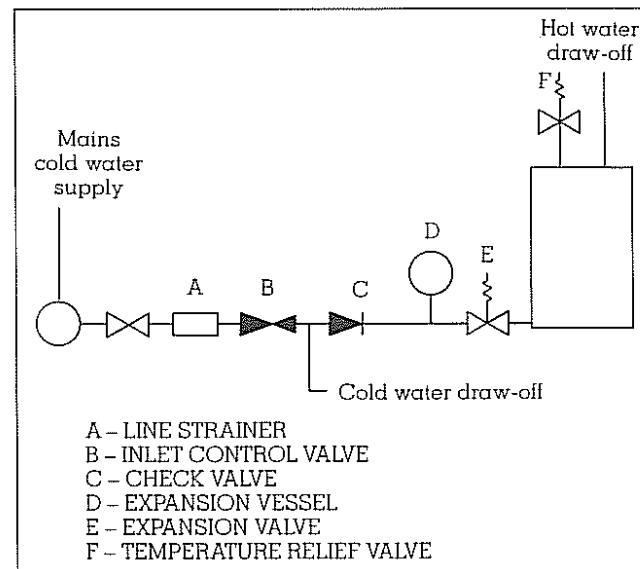 Hot water
draw-off
F
Mains
cold water
supply
D
E
A
B
C
Cold water draw-off
A – LINE STRAINER
B – INLET CONTROL VALVE
C – CHECK VALVE
D – EXPANSION VESSEL
E – EXPANSION VALVE
F – TEMPERATURE RELIEF VALVE